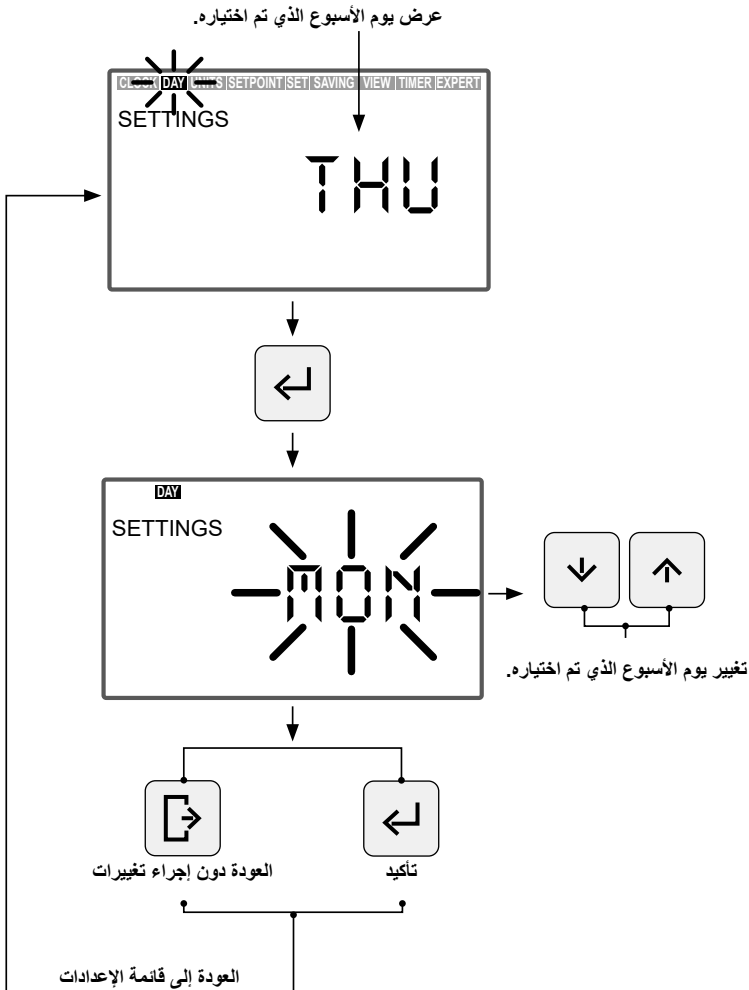 عرض يوم الأسبوع الذي تم اختياره.
CLOCK DAY UNITS SETPOINT SET SAVING VIEW TIMER EXPERT
SETTINGS
THU
DAY
SETTINGS
MON
تغيير يوم الأسبوع الذي تم اختياره.
العودة دون إجراء تغييرات
تأكيد
العودة إلى قائمة الإعدادات